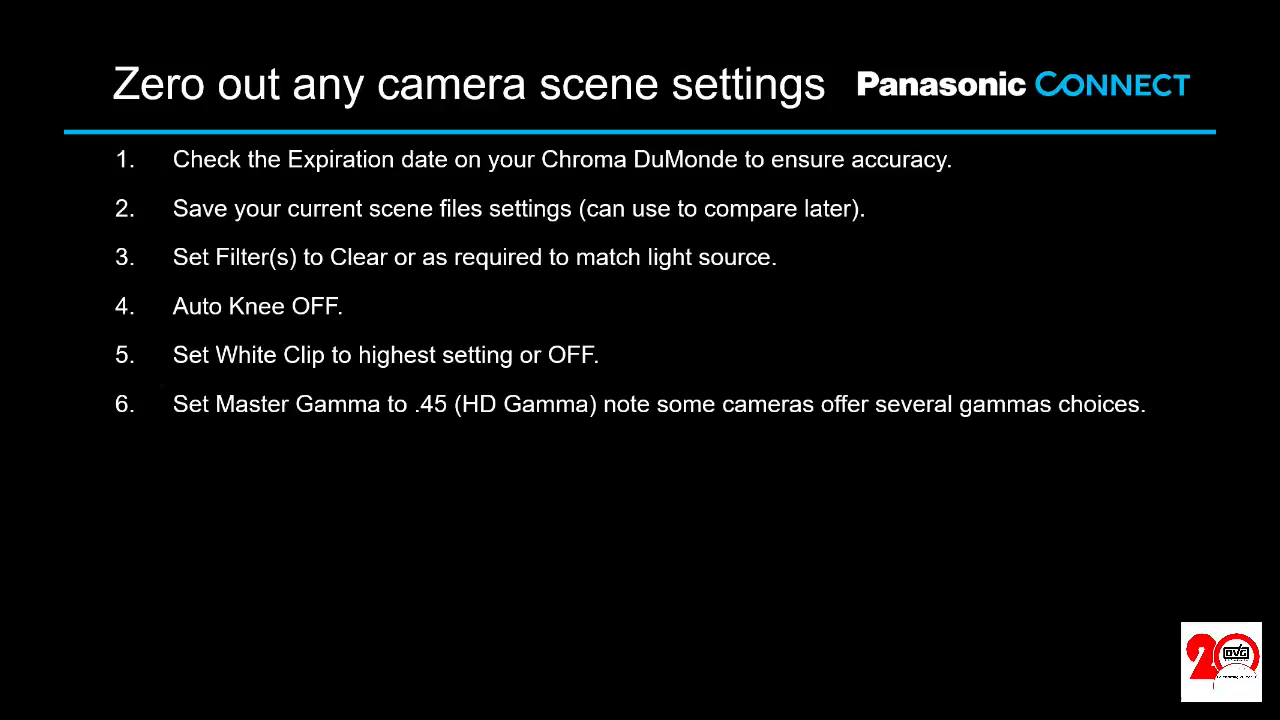 Zero out any camera scene settings
Panasonic CONNECT
1. Check the Expiration date on your Chroma DuMonde to ensure accuracy.
2. Save your current scene files settings (can use to compare later).
3. Set Filter(s) to Clear or as required to match light source.
4. Auto Knee OFF.
5. Set White Clip to highest setting or OFF.
6. Set Master Gamma to .45 (HD Gamma) note some cameras offer several gammas choices.
20
DVG